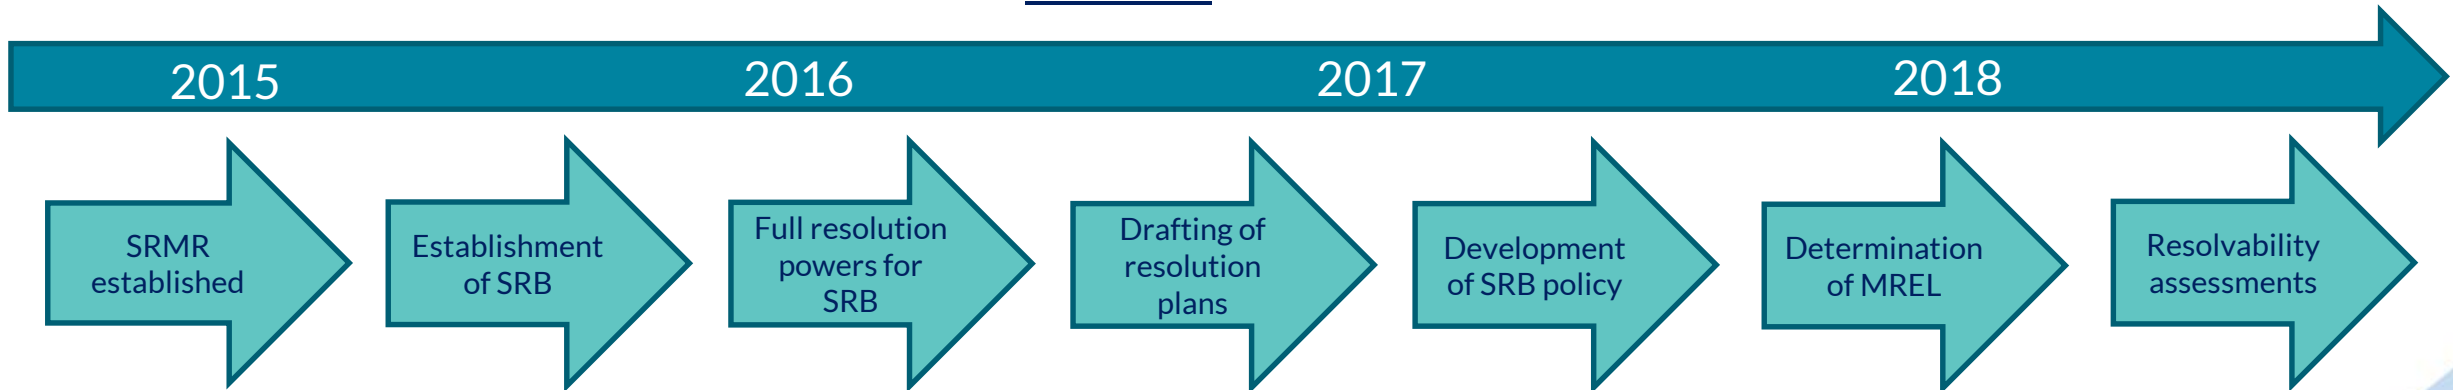 2015 2016 2017 2018
SRMR
established
Establishment
of SRB
Full resolution
powers for
SRB
Drafting of
resolution
plans
Development
of SRB policy
Determination
of MREL
Resolvability
assessments